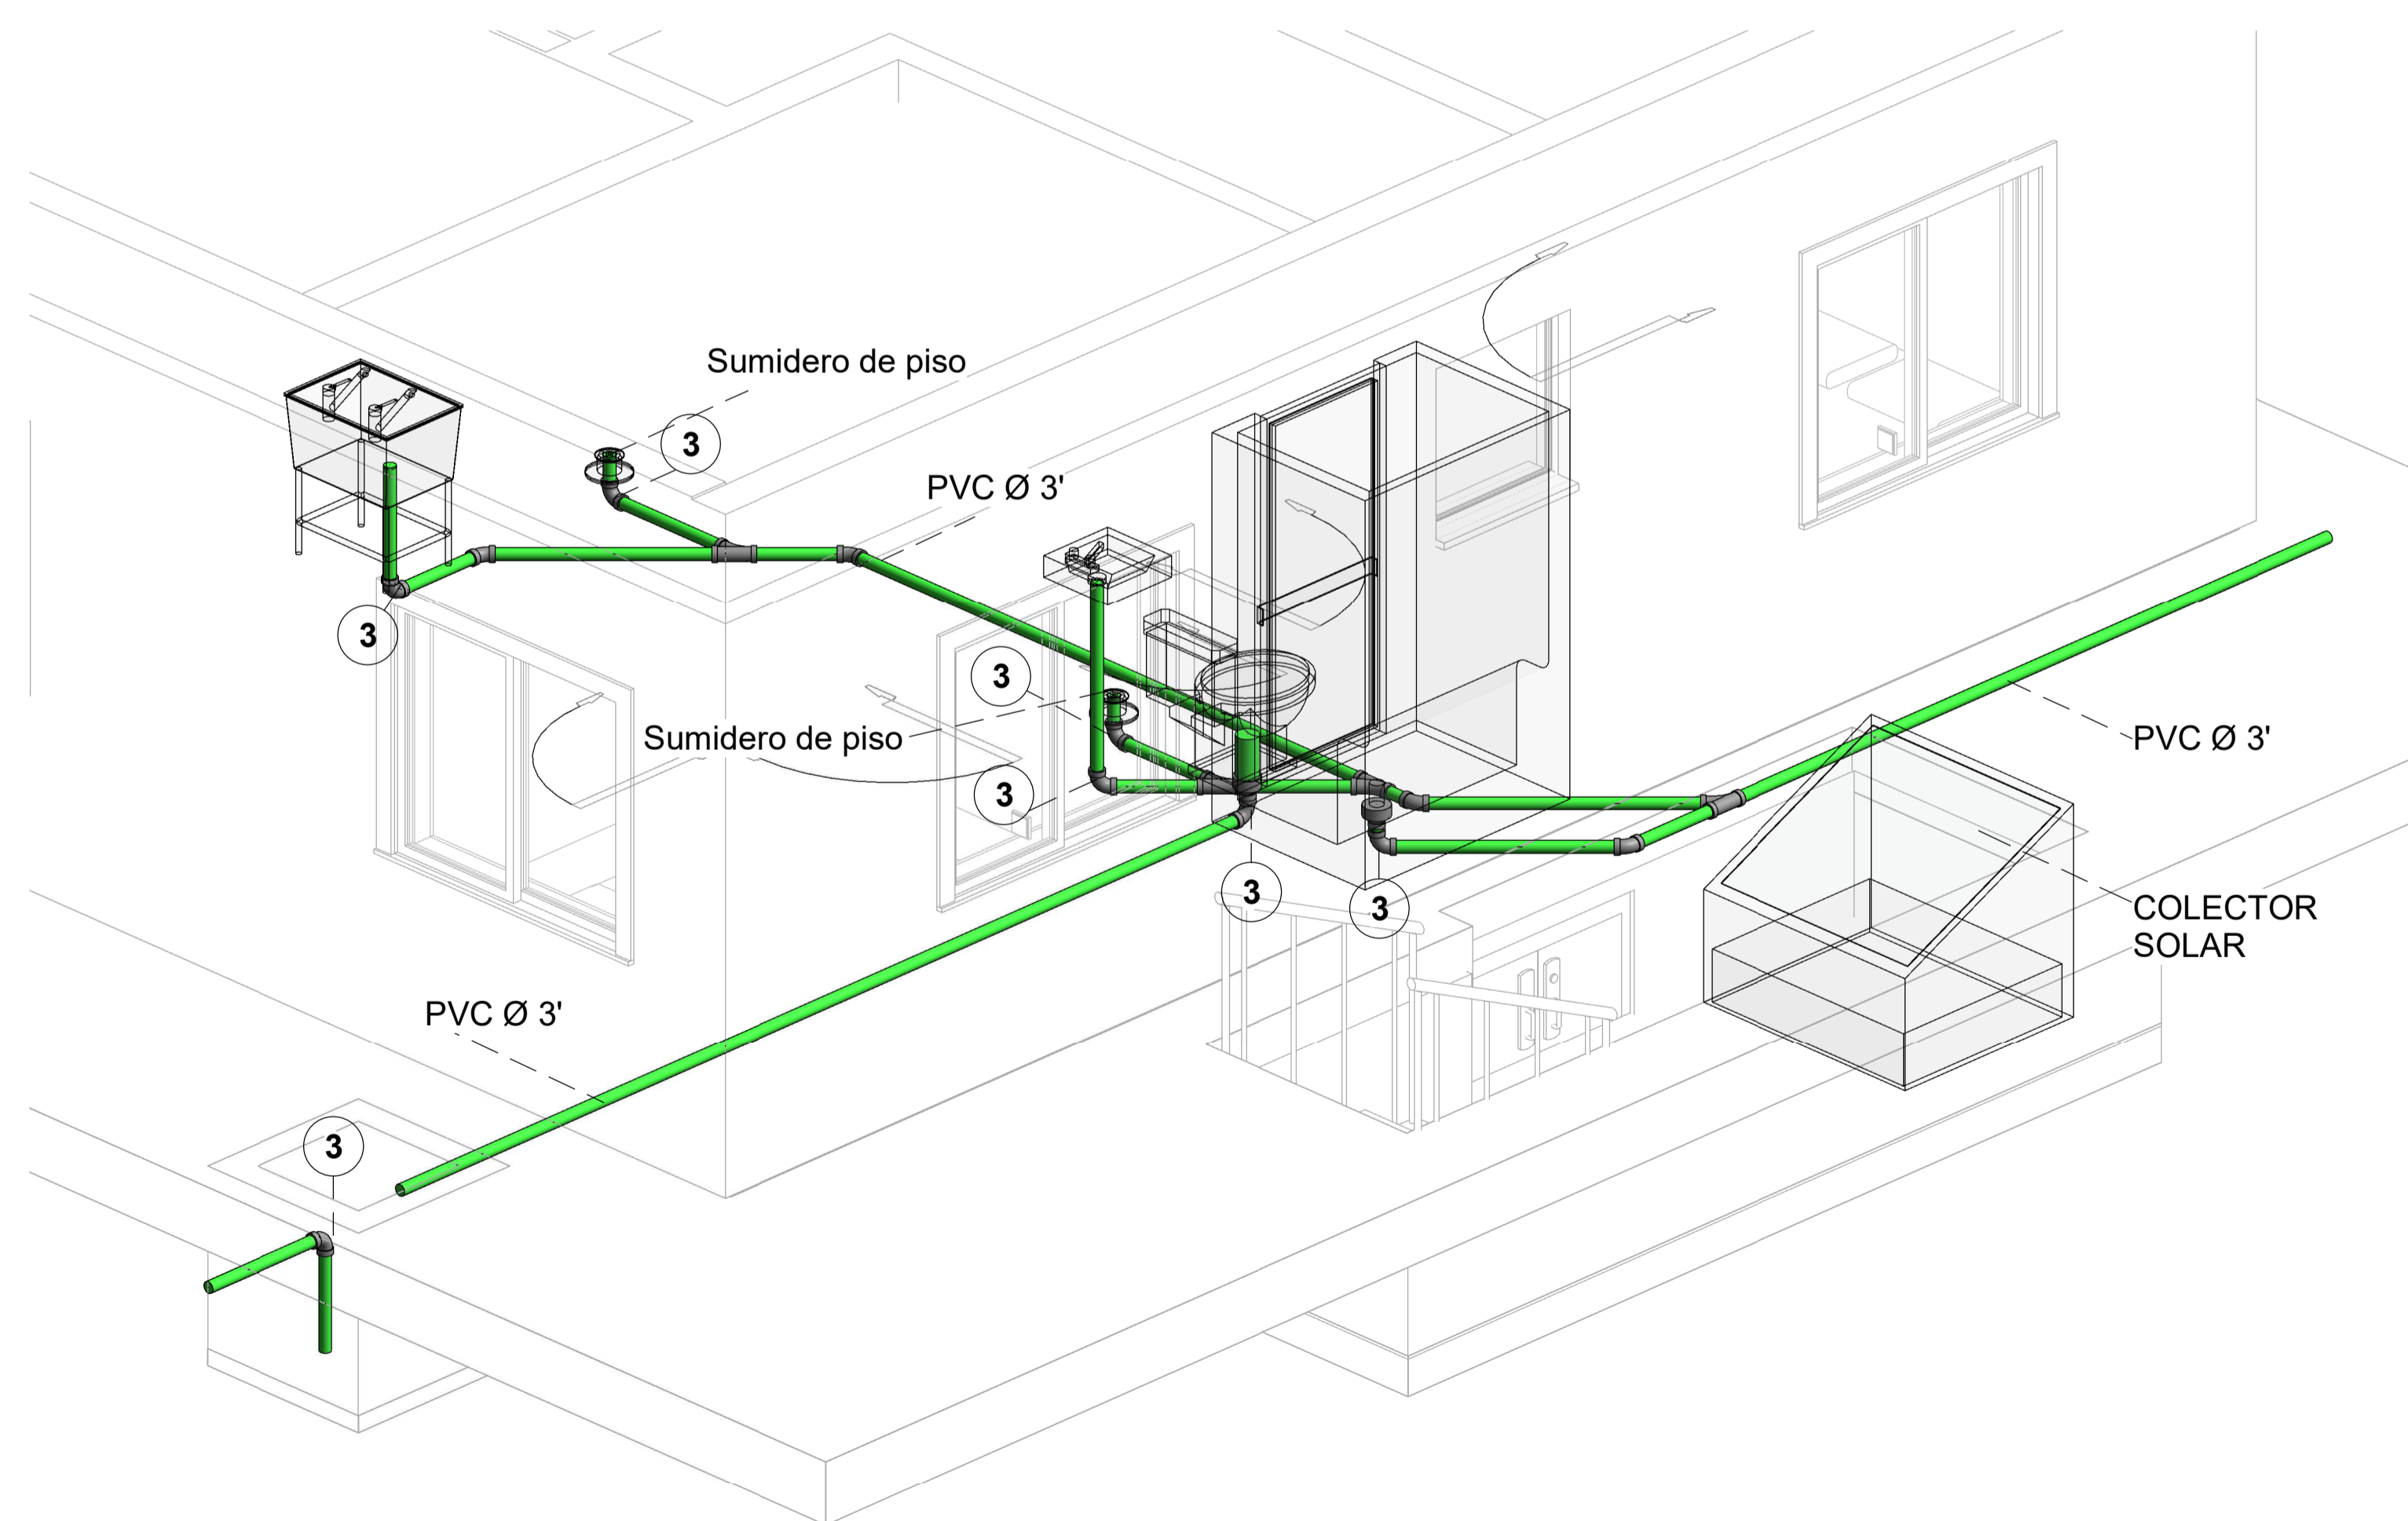 Sumidero de piso
3
PVC Ø 3'
3
3
Sumidero de piso
3
PVC Ø 3'
3
3
COLECTOR
SOLAR
PVC Ø 3'
3